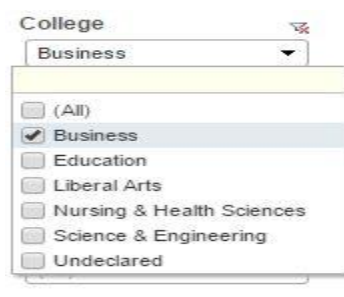 College
Business
(All)
Business
Education
Liberal Arts
Nursing & Health Sciences
Science & Engineering
Undeclared